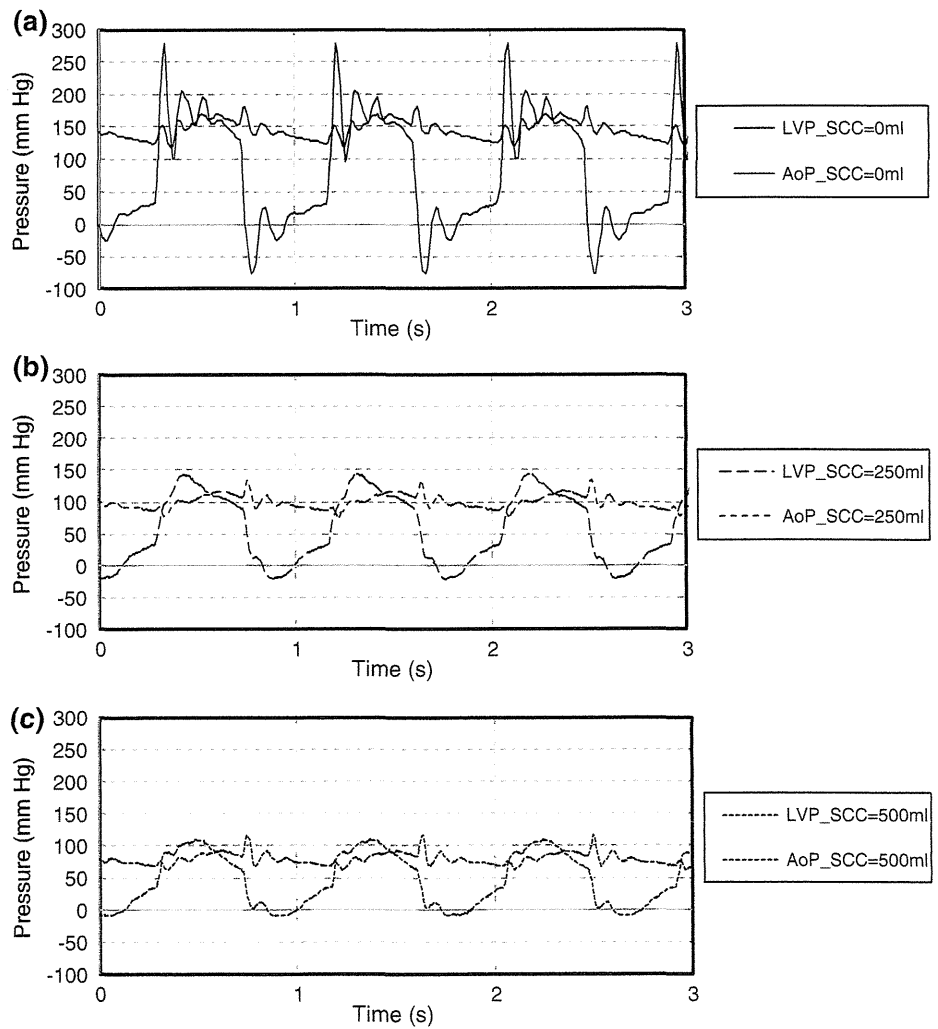 (a)
300
250
200
150
100
50
0
-50
-100
Pressure (mm Hg)
0 1 2 3
Time (s)
LVP_SCC=0ml
AoP_SCC=0ml
(b)
300
250
200
150
100
50
0
-50
-100
Pressure (mm Hg)
0 1 2 3
Time (s)
LVP_SCC=250ml
AoP_SCC=250ml
(c)
300
250
200
150
100
50
0
-50
-100
Pressure (mm Hg)
0 1 2 3
Time (s)
LVP_SCC=500ml
AoP_SCC=500ml